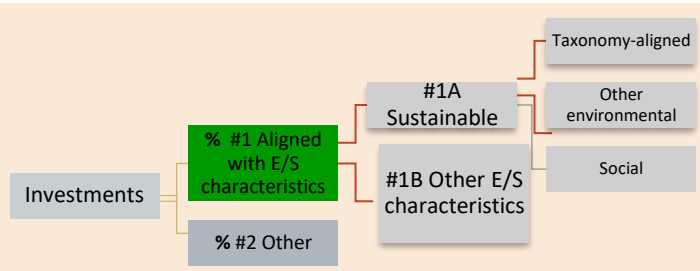 Taxonomy-aligned
#1A
Sustainable
Other
environmental
% #1 Aligned
with E/S
characteristics
Social
#1B Other E/S
characteristics
Investments
% #2 Other